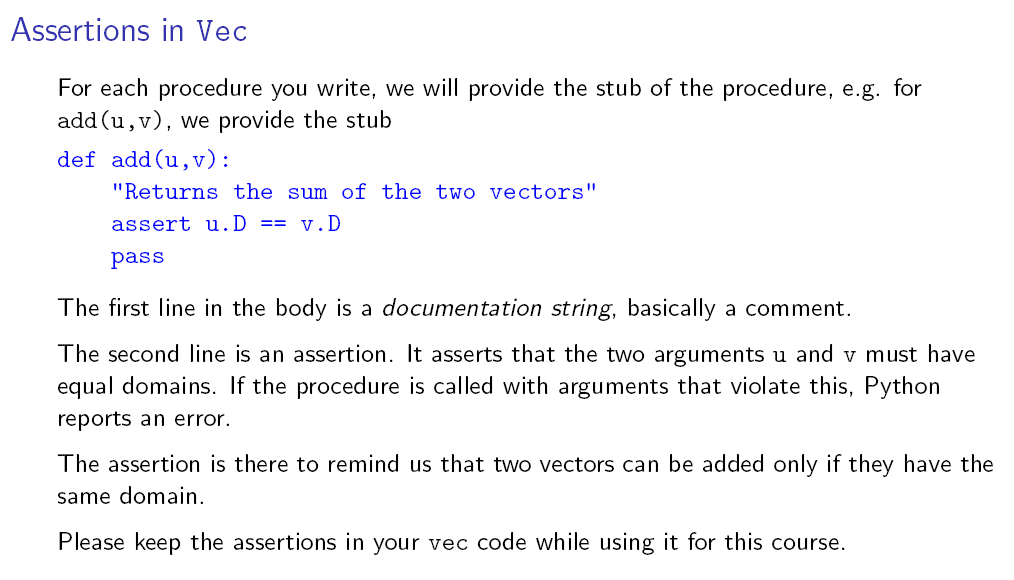 Assertions in Vec
For each procedure you write, we will provide the stub of the procedure, e.g. for
add(u,v), we provide the stub
def add(u,v):
    "Returns the sum of the two vectors"
    assert u.D == v.D
    pass
The first line in the body is a documentation string, basically a comment.
The second line is an assertion. It asserts that the two arguments u and v must have
equal domains. If the procedure is called with arguments that violate this, Python
reports an error.
The assertion is there to remind us that two vectors can be added only if they have the
same domain.
Please keep the assertions in your vec code while using it for this course.